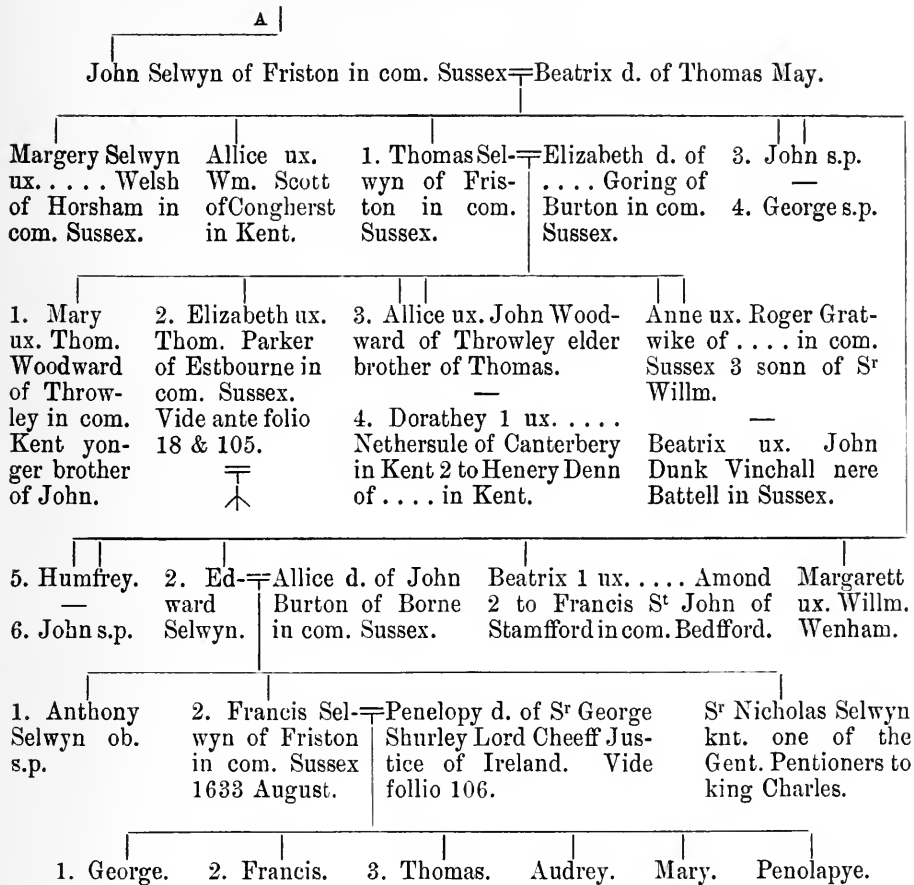 A
John Selwyn of Friston in com. Sussex Beatrix d. of Thomas May.
Margery Selwyn
ux. . . . . Welsh
of Horsham in
com. Sussex.
Allice ux.
Wm. Scott
of Congherst
in Kent.
1. Thomas Sel-
wyn of Fris-
ton in com.
Sussex.
Elizabeth d. of
. . . . Goring of
Burton in com.
Sussex.
3. John s.p.
—
4. George s.p.
1. Mary
ux. Thom.
Woodward
of Throw-
ley in com.
Kent yon-
ger brother
of John.
2. Elizabeth ux.
Thom. Parker
of Estbourne in
com. Sussex.
Vide ante folio
18 & 105.
3. Allice ux. John Wood-
ward of Throwley elder
brother of Thomas.
—
4. Dorathey 1 ux. . . . .
Nethersule of Canterbery
in Kent 2 to Henery Denn
of . . . . in Kent.
Anne ux. Roger Grat-
wike of . . . . in com.
Sussex 3 sonn of Sʳ
Willm.
—
Beatrix ux. John
Dunk Vinchall nere
Battell in Sussex.
5. Humfrey.
—
6. John s.p.
2. Ed-
ward
Selwyn.
Allice d. of John
Burton of Borne
in com. Sussex.
Beatrix 1 ux. . . . . Amond
2 to Francis Sᵗ John of
Stamfford in com. Bedfford.
Margarett
ux. Willm.
Wenham.
1. Anthony
Selwyn ob.
s.p.
2. Francis Sel-
wyn of Friston
in com. Sussex
1633 August.
Penelopy d. of Sʳ George
Shurley Lord Cheeff Jus-
tice of Ireland. Vide
follio 106.
Sʳ Nicholas Selwyn
knt. one of the
Gent. Pentioners to
king Charles.
1. George. 2. Francis. 3. Thomas. Audrey. Mary. Penolapye.